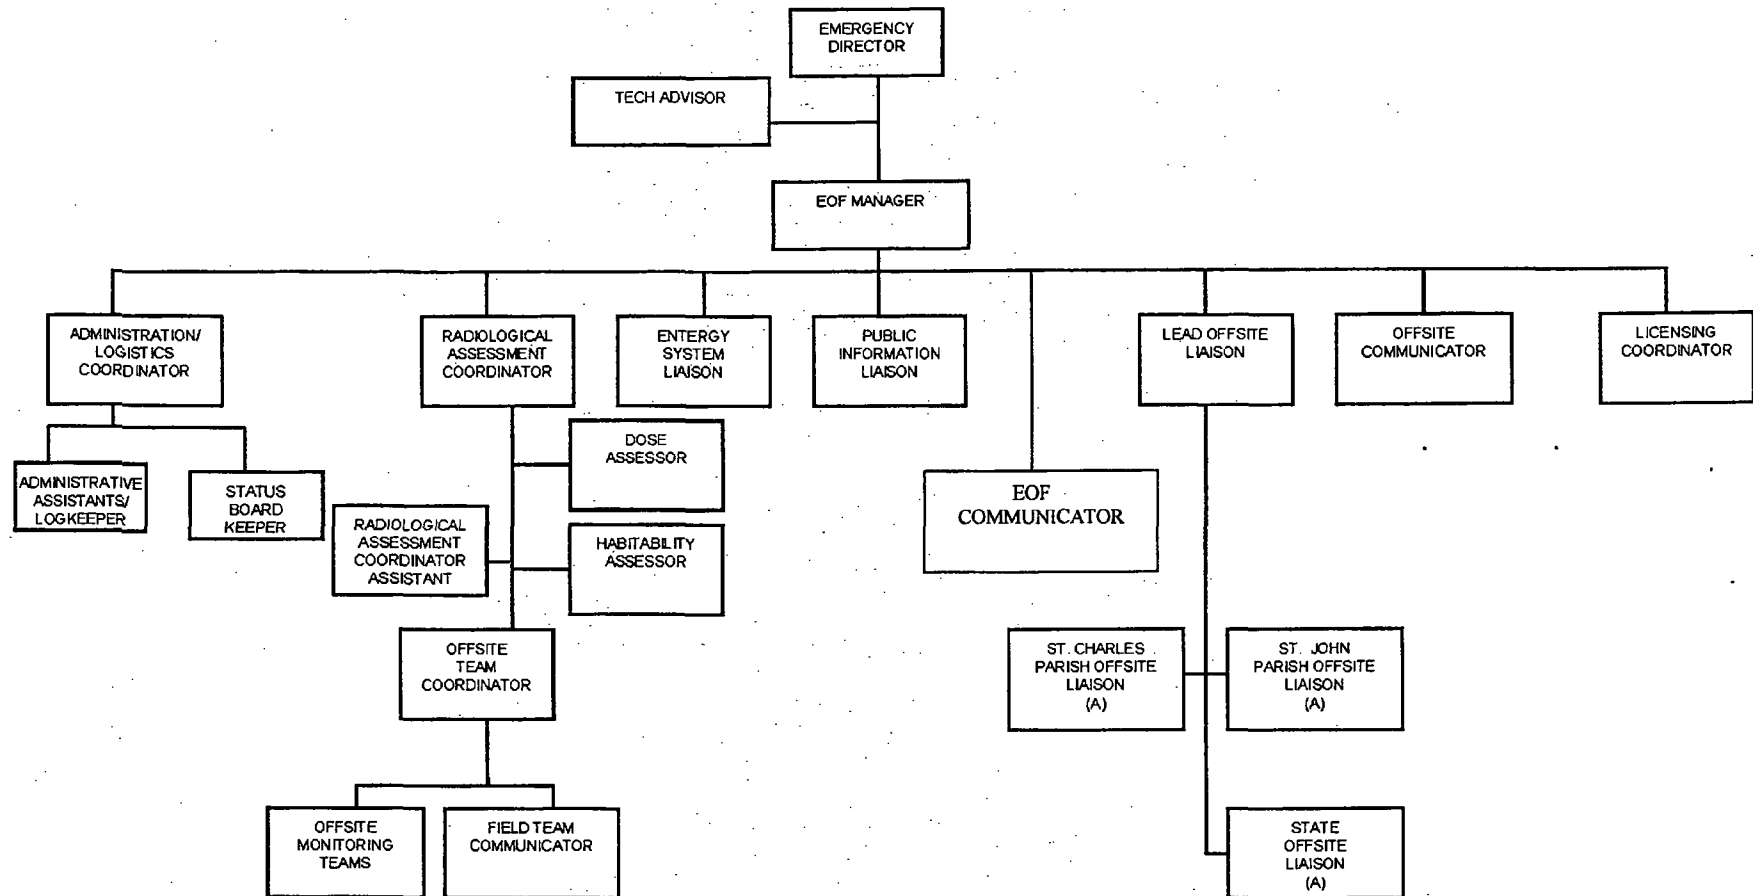 EMERGENCY
DIRECTOR
TECH ADVISOR
EOF MANAGER
ADMINISTRATION/
LOGISTICS
COORDINATOR
RADIOLOGICAL
ASSESSMENT
COORDINATOR
ENTERGY
SYSTEM
LIAISON
PUBLIC
INFORMATION
LIAISON
LEAD OFFSITE
LIAISON
OFFSITE
COMMUNICATOR
LICENSING
COORDINATOR
ADMINISTRATIVE
ASSISTANTS/
LOGKEEPER
STATUS
BOARD
KEEPER
DOSE
ASSESSOR
RADIOLOGICAL
ASSESSMENT
COORDINATOR
ASSISTANT
HABITABILITY
ASSESSOR
EOF
COMMUNICATOR
OFFSITE
TEAM
COORDINATOR
ST. CHARLES
PARISH OFFSITE
LIAISON
(A)
ST. JOHN
PARISH OFFSITE
LIAISON
(A)
OFFSITE
MONITORING
TEAMS
FIELD TEAM
COMMUNICATOR
STATE
OFFSITE
LIAISON
(A)